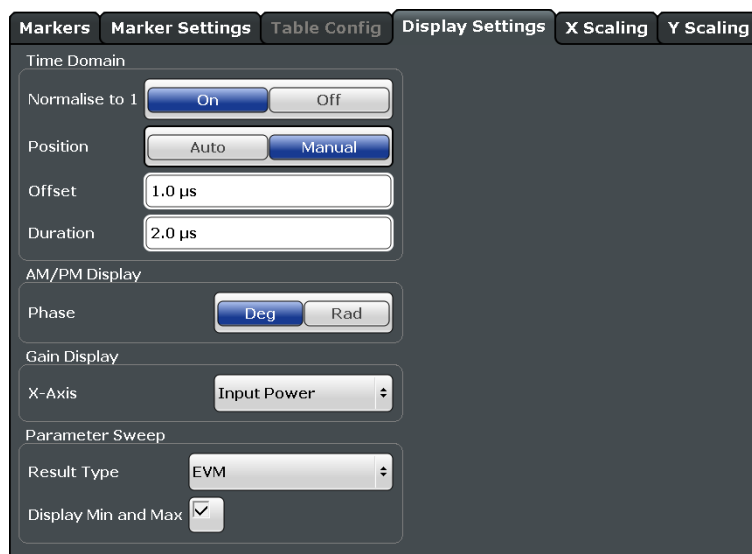 Markers Marker Settings Table Config Display Settings X Scaling Y Scaling
Time Domain
Normalise to 1 On Off
Position Auto Manual
Offset 1.0 µs
Duration 2.0 µs
AM/PM Display
Phase Deg Rad
Gain Display
X-Axis Input Power
Parameter Sweep
Result Type EVM
Display Min and Max